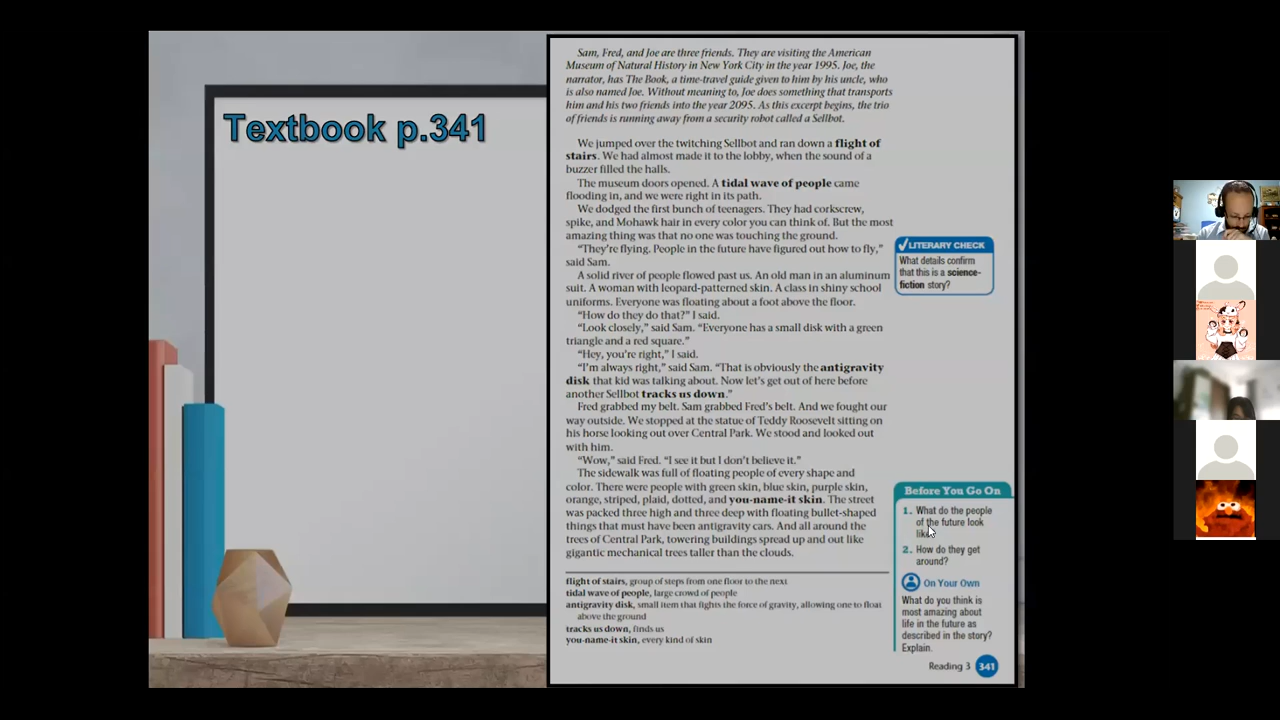 Textbook p.341
Sam, Fred, and Joe are three friends. They are visiting the American
Museum of Natural History in New York City in the year 1995. Joe, the
narrator, has The Book, a time-travel guide given to him by his uncle, who
is also named Joe. Without meaning to, Joe does something that transports
him and his two friends into the year 2095. As this excerpt begins, the trio
of friends is running away from a security robot called a Sellbot.
We jumped over the twitching Sellbot and ran down a flight of
stairs. We had almost made it to the lobby, when the sound of a
buzzer filled the halls.
The museum doors opened. A tidal wave of people came
flooding in, and we were right in its path.
We dodged the first bunch of teenagers. They had corkscrew,
spike, and Mohawk hair in every color you can think of. But the most
amazing thing was that no one was touching the ground.
“They’re flying. People in the future have figured out how to fly,”
said Sam.
A solid river of people flowed past us. An old man in an aluminum
suit. A woman with leopard-patterned skin. A class in shiny school
uniforms. Everyone was floating about a foot above the floor.
“How do they do that?” I said.
“Look closely,” said Sam. “Everyone has a small disk with a green
triangle and a red square.”
“Hey, you’re right,” I said.
“I’m always right,” said Sam. “That is obviously the antigravity
disk that kid was talking about. Now let’s get out of here before
another Sellbot tracks us down.”
Fred grabbed my belt. Sam grabbed Fred’s belt. And we fought our
way outside. We stopped at the statue of Teddy Roosevelt sitting on
his horse looking out over Central Park. We stood and looked out
with him.
“Wow,” said Fred. “I see it but I don’t believe it.”
The sidewalk was full of floating people of every shape and
color. There were people with green skin, blue skin, purple skin,
orange, striped, plaid, dotted, and you-name-it skin. The street
was packed three high and three deep with floating bullet-shaped
things that must have been antigravity cars. And all around the
trees of Central Park, towering buildings spread up and out like
gigantic mechanical trees taller than the clouds.
flight of stairs, group of steps from one floor to the next
tidal wave of people, large crowd of people
antigravity disk, small item that fights the force of gravity, allowing one to float
above the ground
tracks us down, finds us
you-name-it skin, every kind of skin
✓LITERARY CHECK
What details confirm
that this is a science-
fiction story?
Before You Go On
1. What do the people
of the future look
2. How do they get
around?
On Your Own
What do you think is
most amazing about
life in the future as
described in the story?
Explain.
Reading 3 341